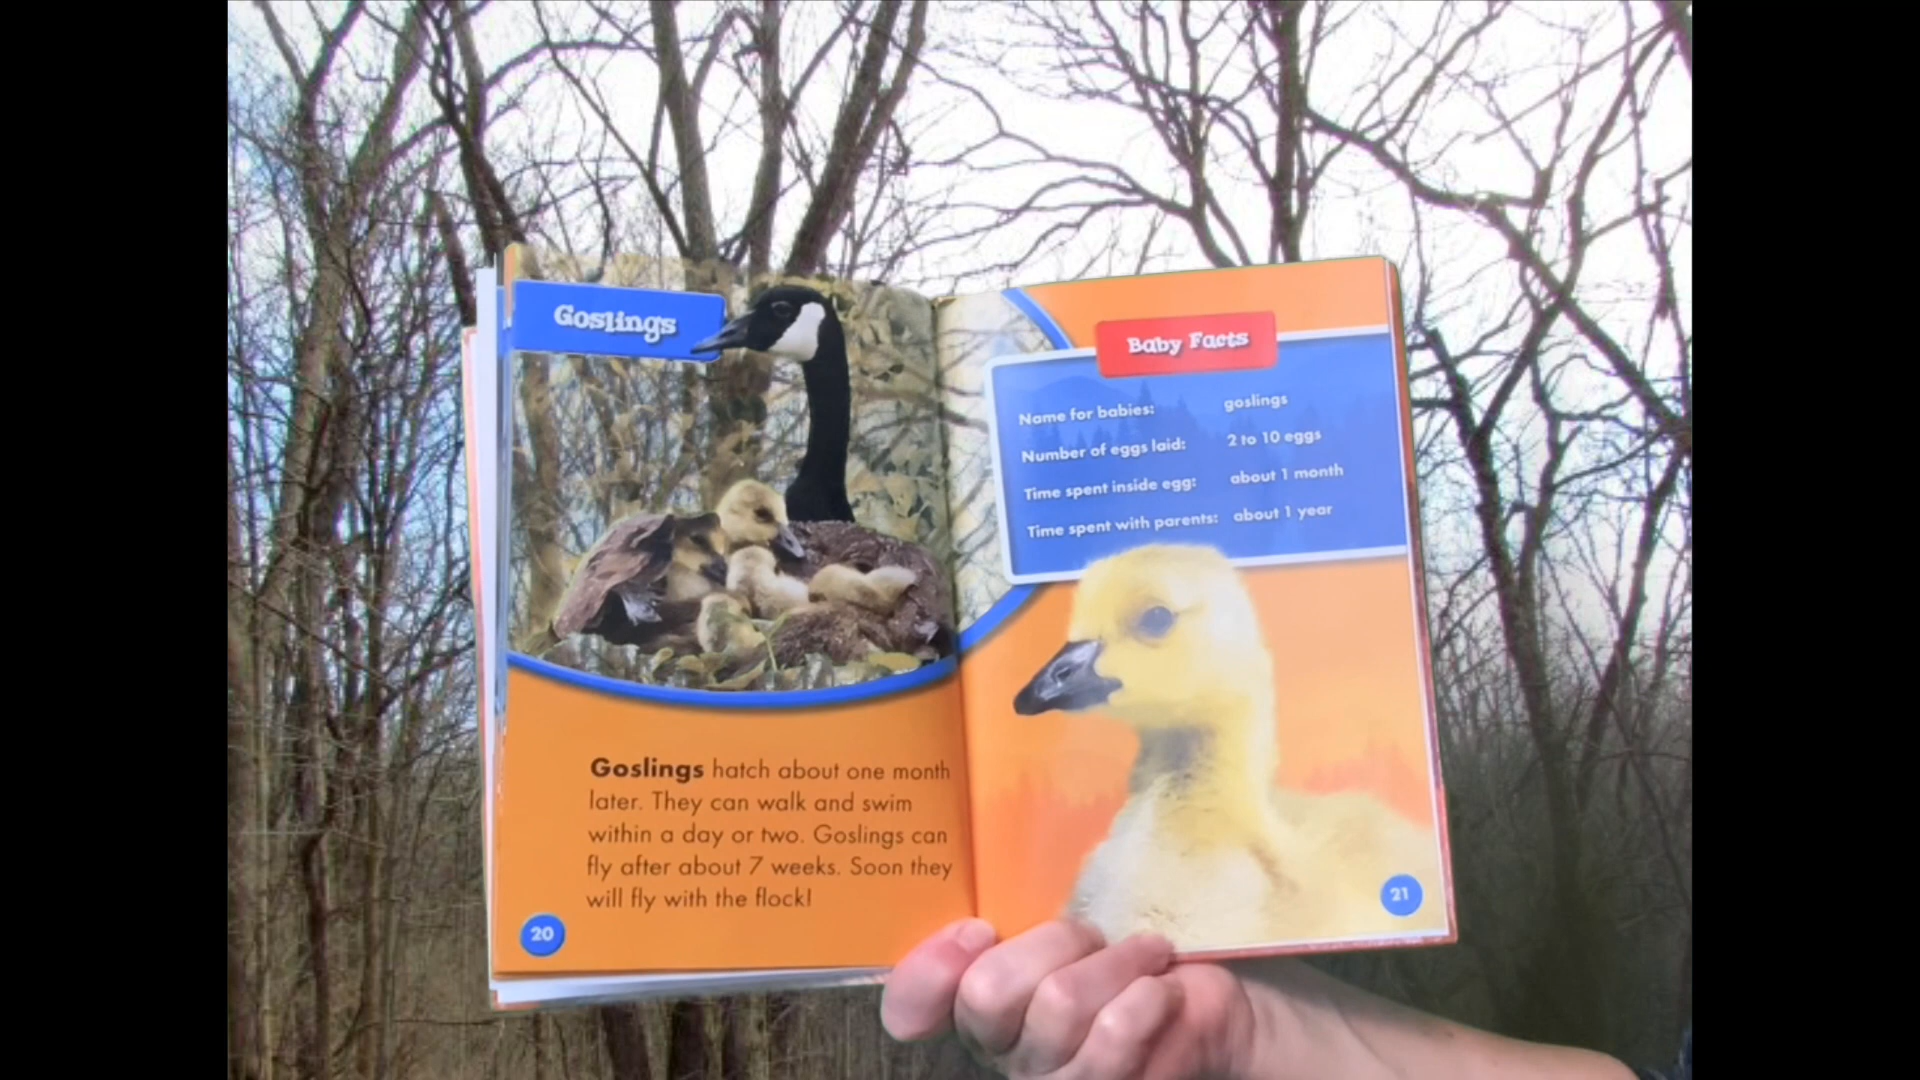 Goslings
Goslings hatch about one month
later. They can walk and swim
within a day or two. Goslings can
fly after about 7 weeks. Soon they
will fly with the flock!
20
Baby Facts
Name for babies: goslings
Number of eggs laid: 2 to 10 eggs
Time spent inside egg: about 1 month
Time spent with parents: about 1 year
21